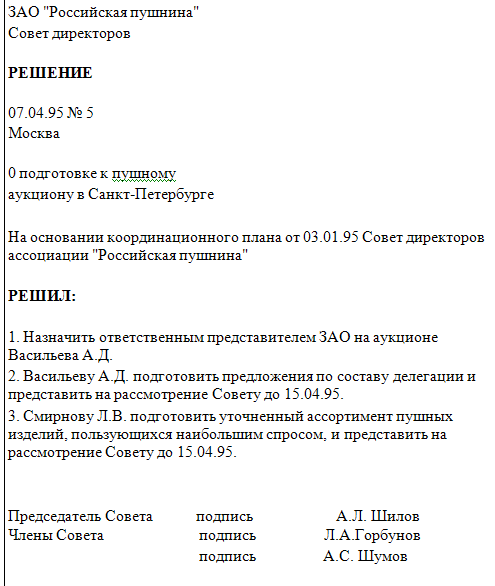 ЗАО "Российская пушнина"
Совет директоров
РЕШЕНИЕ
07.04.95 № 5
Москва
0 подготовке к пушному
аукциону в Санкт-Петербурге
На основании координационного плана от 03.01.95 Совет директоров
ассоциации "Российская пушнина"
РЕШИЛ:
1. Назначить ответственным представителем ЗАО на аукционе
Васильева А.Д.
2. Васильеву А.Д. подготовить предложения по составу делегации и
представить на рассмотрение Совету до 15.04.95.
3. Смирнову Л.В. подготовить уточненный ассортимент пушных
изделий, пользующихся наибольшим спросом, и представить на
рассмотрение Совету до 15.04.95.
Председатель Совета подпись А.Л. Шилов
Члены Совета подпись Л.А.Горбунов
подпись А.С. Шумов